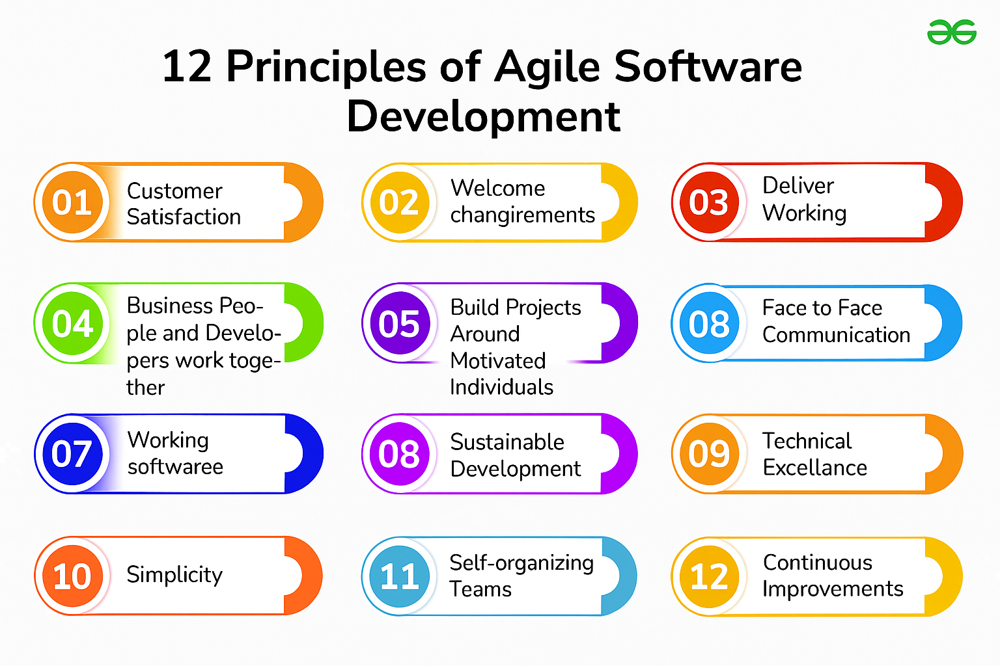 12 Principles of Agile Software
Development
01
Customer
Satisfaction
02
Welcome
changirements
03
Deliver
Working
04
Business Peo-
ple and Develo-
pers work toge-
ther
05
Build Projects
Around
Motivated
Individuals
08
Face to Face
Communication
07
Working
softwaree
08
Sustainable
Development
09
Technical
Excellance
10
Simplicity
11
Self-organizing
Teams
12
Continuous
Improvements